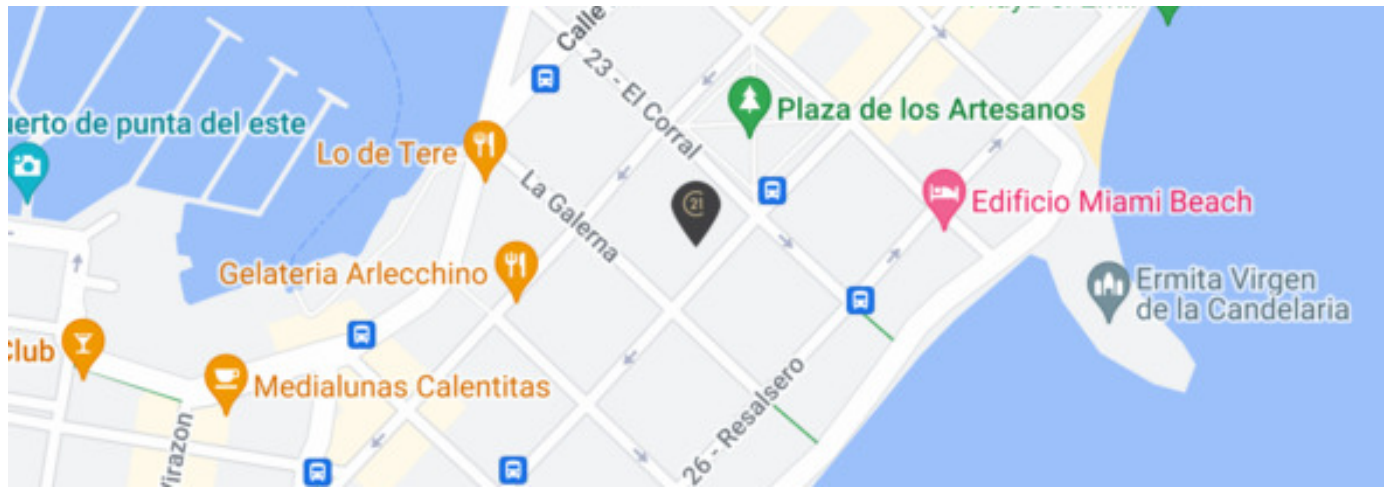 Calle
23 - El Corral
Plaza de los Artesanos
uerto de punta del este
Lo de Tere
La Galerna
21
Edificio Miami Beach
Gelateria Arlecchino
Ermita Virgen
de la Candelaria
Club
Medialunas Calentitas
26 - Resalsero
Virazon